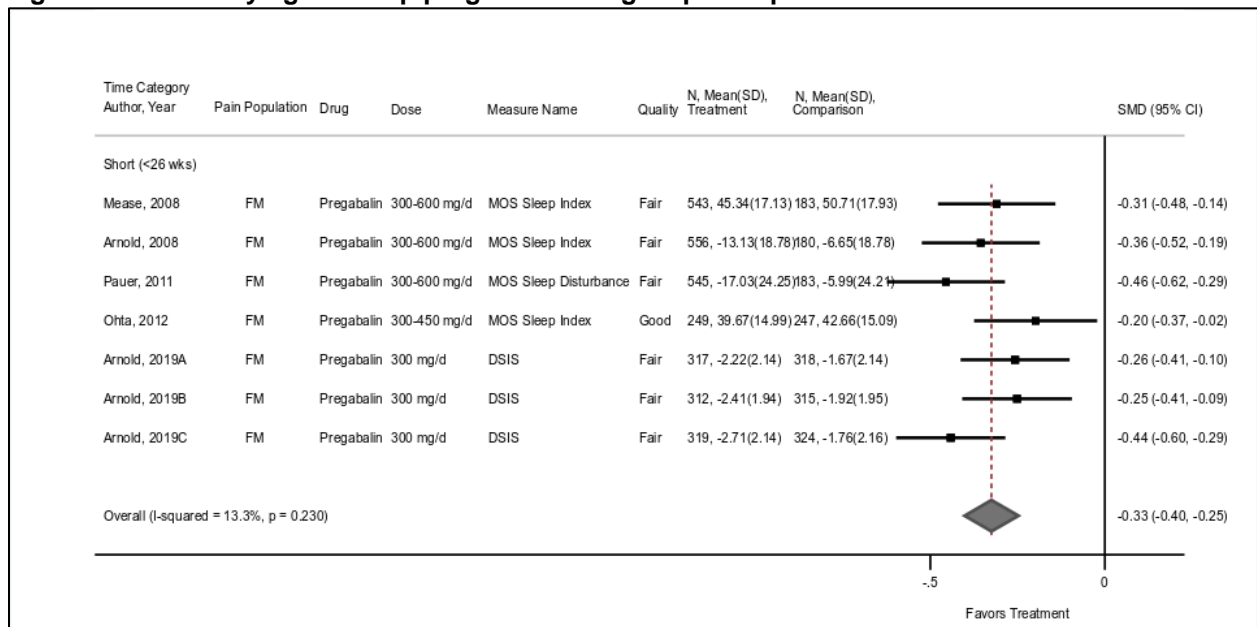 Time Category
Author, Year Pain Population Drug Dose Measure Name Quality N, Mean(SD), Treatment N, Mean(SD), Comparison SMD (95% CI)
Short (<26 wks)
Mease, 2008 FM Pregabalin 300-600 mg/d MOS Sleep Index Fair 543, 45.34(17.13) 183, 50.71(17.93) -0.31 (-0.48, -0.14)
Arnold, 2008 FM Pregabalin 300-600 mg/d MOS Sleep Index Fair 556, -13.13(18.78) 180, -6.65(18.78) -0.36 (-0.52, -0.19)
Pauer, 2011 FM Pregabalin 300-600 mg/d MOS Sleep Disturbance Fair 545, -17.03(24.25) 183, -5.99(24.21) -0.46 (-0.62, -0.29)
Ohta, 2012 FM Pregabalin 300-450 mg/d MOS Sleep Index Good 249, 39.67(14.99) 247, 42.66(15.09) -0.20 (-0.37, -0.02)
Arnold, 2019A FM Pregabalin 300 mg/d DSIS Fair 317, -2.22(2.14) 318, -1.67(2.14) -0.26 (-0.41, -0.10)
Arnold, 2019B FM Pregabalin 300 mg/d DSIS Fair 312, -2.41(1.94) 315, -1.92(1.95) -0.25 (-0.41, -0.09)
Arnold, 2019C FM Pregabalin 300 mg/d DSIS Fair 319, -2.71(2.14) 324, -1.76(2.16) -0.44 (-0.60, -0.29)
Overall (I-squared = 13.3%, p = 0.230) -0.33 (-0.40, -0.25)
-.5 0
Favors Treatment